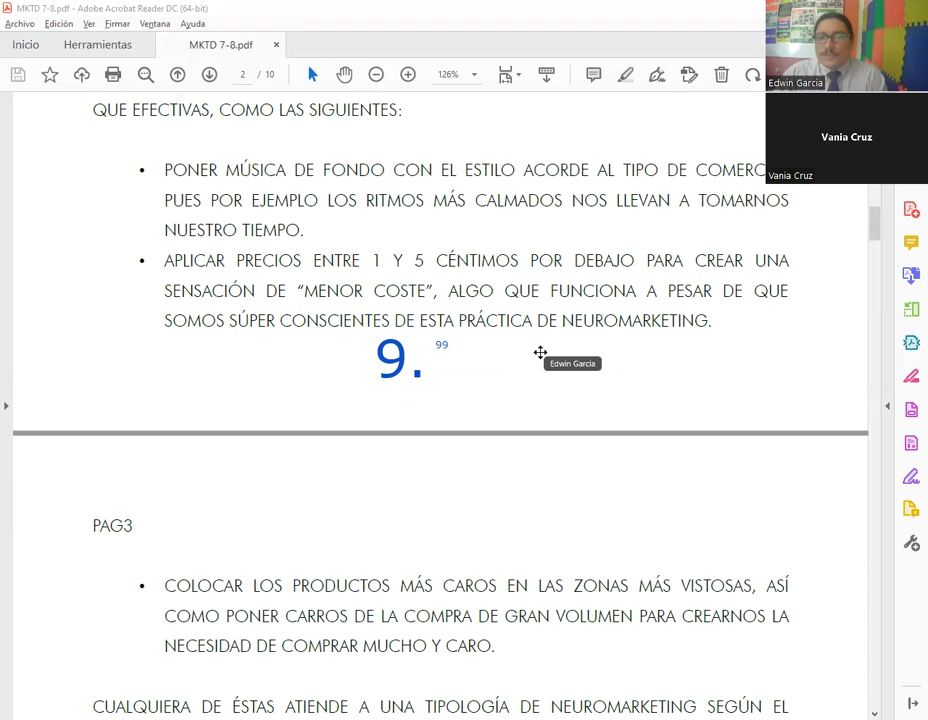 MKTD 7-8.pdf - Adobe Acrobat Reader DC (64-bit)
Archivo Edición Ver Firmar Ventana Ayuda
Inicio Herramientas MKTD 7-8.pdf ×
2 / 10 126%
Edwin Garcia
Vania Cruz
Vania Cruz
QUE EFECTIVAS, COMO LAS SIGUIENTES:
• PONER MÚSICA DE FONDO CON EL ESTILO ACORDE AL TIPO DE
PUES POR EJEMPLO LOS RITMOS MÁS CALMADOS NOS LLEVAN A TOMARNOS
NUESTRO TIEMPO.
• APLICAR PRECIOS ENTRE 1 Y 5 CÉNTIMOS POR DEBAJO PARA CREAR UNA
SENSACIÓN DE “MENOR COSTE”, ALGO QUE FUNCIONA A PESAR DE QUE
SOMOS SÚPER CONSCIENTES DE ESTA PRÁCTICA DE NEUROMARKETING.
9. 99
Edwin Garcia
PAG3
• COLOCAR LOS PRODUCTOS MÁS CAROS EN LAS ZONAS MÁS VISTOSAS, ASÍ
COMO PONER CARROS DE LA COMPRA DE GRAN VOLUMEN PARA CREARNOS LA
NECESIDAD DE COMPRAR MUCHO Y CARO.
CUALQUIERA DE ÉSTAS ATIENDE A UNA TIPOLOGÍA DE NEUROMARKETING SEGÚN EL